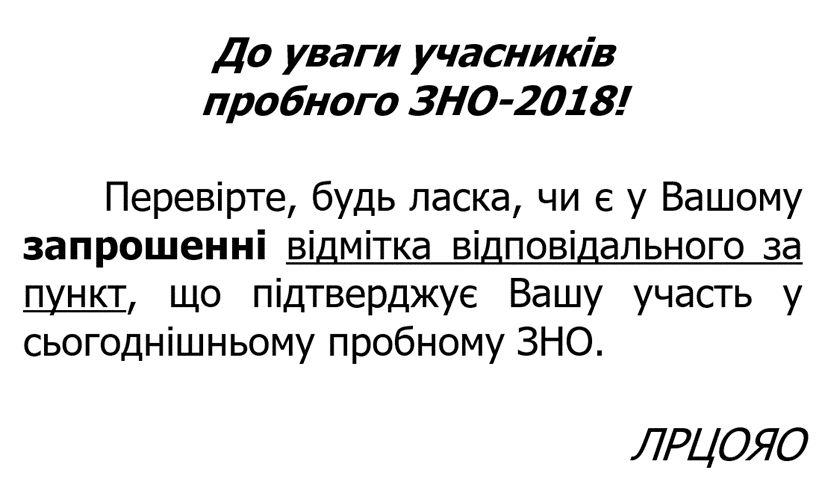 До уваги учасників
пробного ЗНО-2018!
Перевірте, будь ласка, чи є у Вашому
запрошенні відмітка відповідального за
пункт, що підтверджує Вашу участь у
сьогоднішньому пробному ЗНО.
ЛРЦОЯО